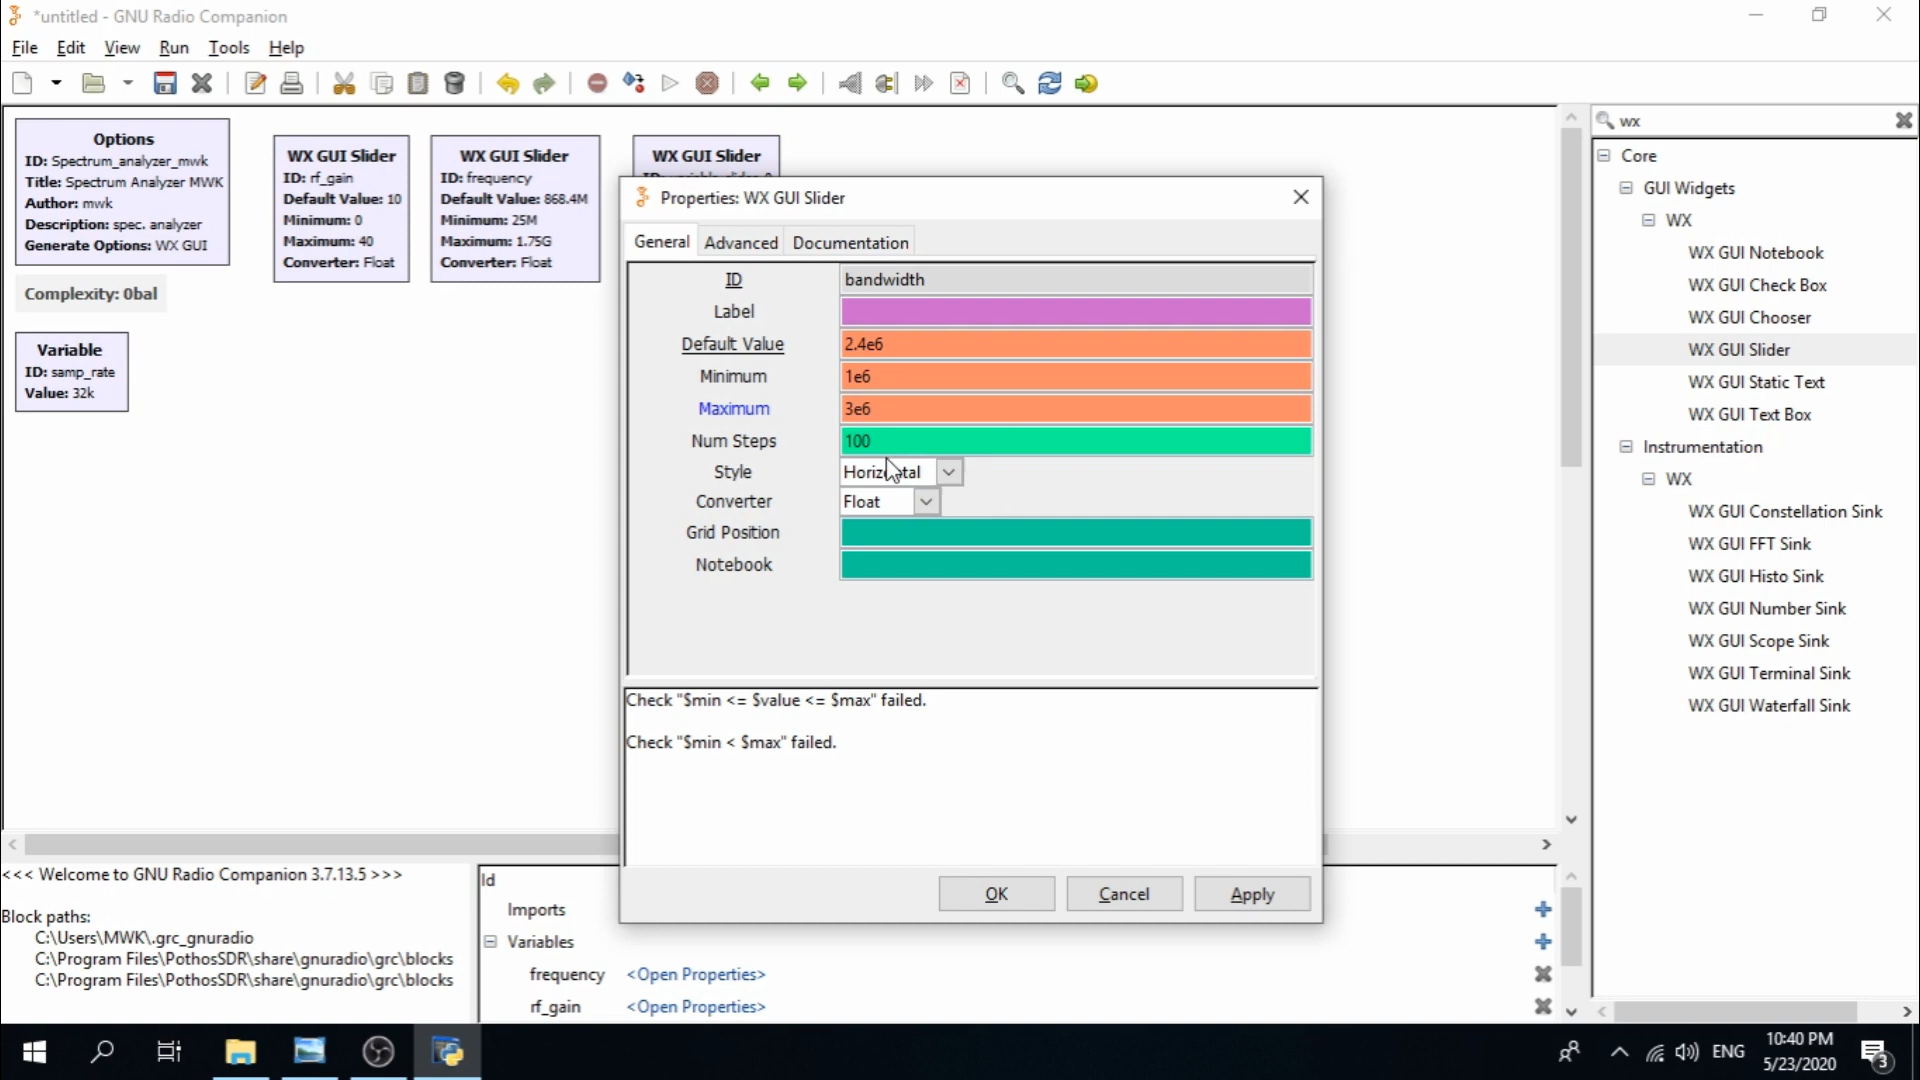 *untitled - GNU Radio Companion
File Edit View Run Tools Help
Options
ID: Spectrum_analyzer_mwk
Title: Spectrum Analyzer MWK
Author: mwk
Description: spec. analyzer
Generate Options: WX GUI
Complexity: 0bal
Variable
ID: samp_rate
Value: 32k
WX GUI Slider
ID: rf_gain
Default Value: 10
Minimum: 0
Maximum: 40
Converter: Float
WX GUI Slider
ID: frequency
Default Value: 868.4M
Minimum: 25M
Maximum: 1.75G
Converter: Float
WX GUI Slider
Properties: WX GUI Slider
General Advanced Documentation
ID bandwidth
Label
Default Value 2.4e6
Minimum 1e6
Maximum 3e6
Num Steps 100
Style Horizontal
Converter Float
Grid Position
Notebook
Check "$min <= $value <= $max" failed.
Check "$min < $max" failed.
OK Cancel Apply
wx
Core
GUI Widgets
WX
WX GUI Notebook
WX GUI Check Box
WX GUI Chooser
WX GUI Slider
WX GUI Static Text
WX GUI Text Box
Instrumentation
WX
WX GUI Constellation Sink
WX GUI FFT Sink
WX GUI Histo Sink
WX GUI Number Sink
WX GUI Scope Sink
WX GUI Terminal Sink
WX GUI Waterfall Sink
<<< Welcome to GNU Radio Companion 3.7.13.5 >>>
Block paths:
C:\Users\MWK\.grc_gnuradio
C:\Program Files\PothosSDR\share\gnuradio\grc\blocks
C:\Program Files\PothosSDR\share\gnuradio\grc\blocks
Id
Imports
Variables
frequency <Open Properties>
rf_gain <Open Properties>
ENG
10:40 PM
5/23/2020
3